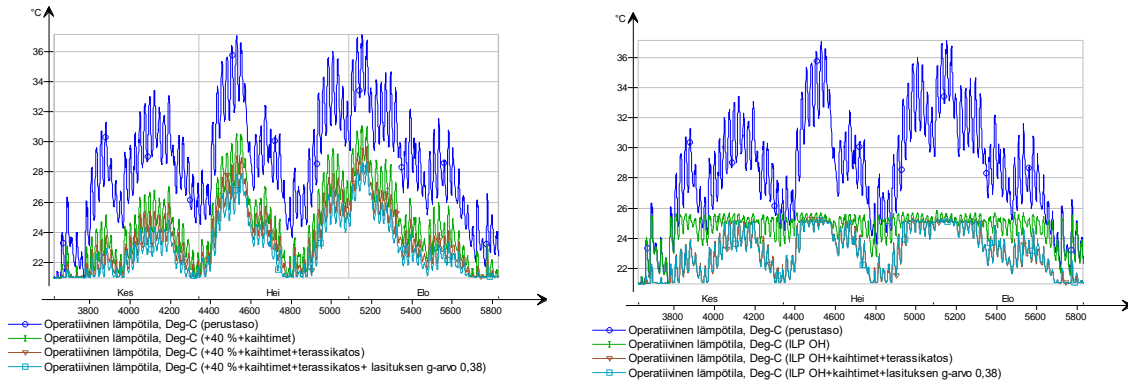 °C
36
34
32
30
28
26
24
22
3800 4000 4200 4400 4600 4800 5000 5200 5400 5600 5800
Kes Hei Elo
Operatiivinen lämpötila, Deg-C (perustaso)
Operatiivinen lämpötila, Deg-C (+40 %+kaihtimet)
Operatiivinen lämpötila, Deg-C (+40 %+kaihtimet+terassikatos)
Operatiivinen lämpötila, Deg-C (+40 %+kaihtimet+terassikatos+ lasituksen g-arvo 0,38)
°C
36
34
32
30
28
26
24
22
3800 4000 4200 4400 4600 4800 5000 5200 5400 5600 5800
Kes Hei Elo
Operatiivinen lämpötila, Deg-C (perustaso)
Operatiivinen lämpötila, Deg-C (ILP OH)
Operatiivinen lämpötila, Deg-C (ILP OH+kaihtimet+terassikatos)
Operatiivinen lämpötila, Deg-C (ILP OH+kaihtimet+lasituksen g-arvo 0,38)